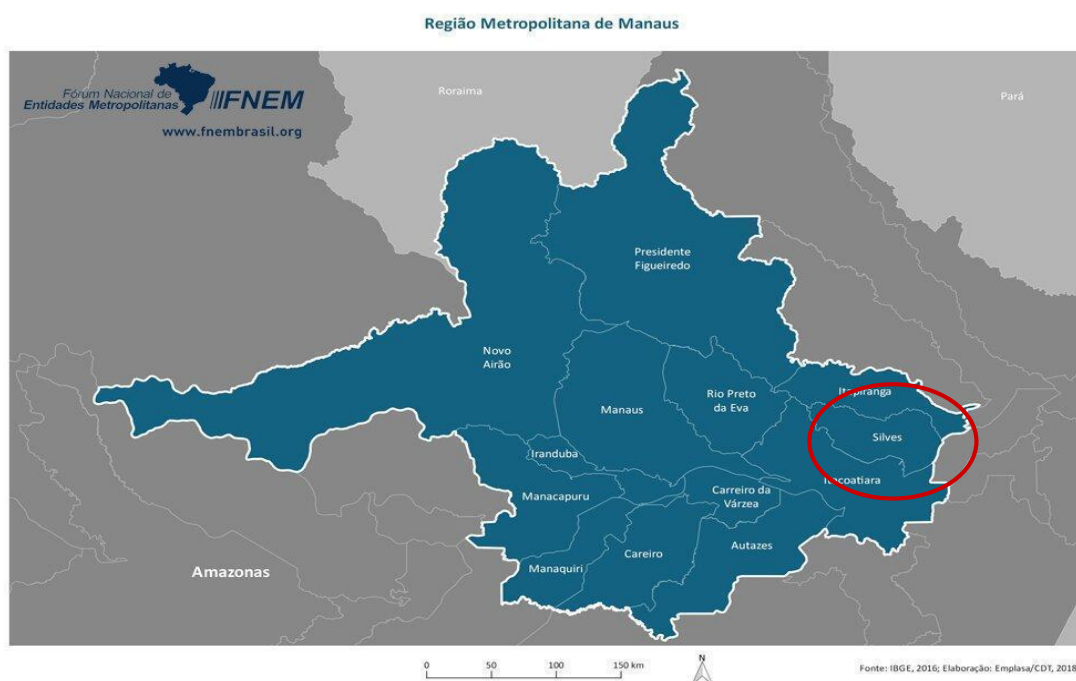 Região Metropolitana de Manaus
Fórum Nacional de
Entidades Metropolitanas
FNEM
www.fnembrasil.org
Roraima
Pará
Presidente
Figueiredo
Novo
Airão
Itapiranga
Rio Preto
da Eva
Manaus
Silves
Iranduba
Itacoatiara
Manacapuru
Carreiro da
Várzea
Autazes
Careiro
Manaquiri
Amazonas
0 50 100 150 km
N
Fonte: IBGE, 2016; Elaboração: Emplasa/CDT, 2018